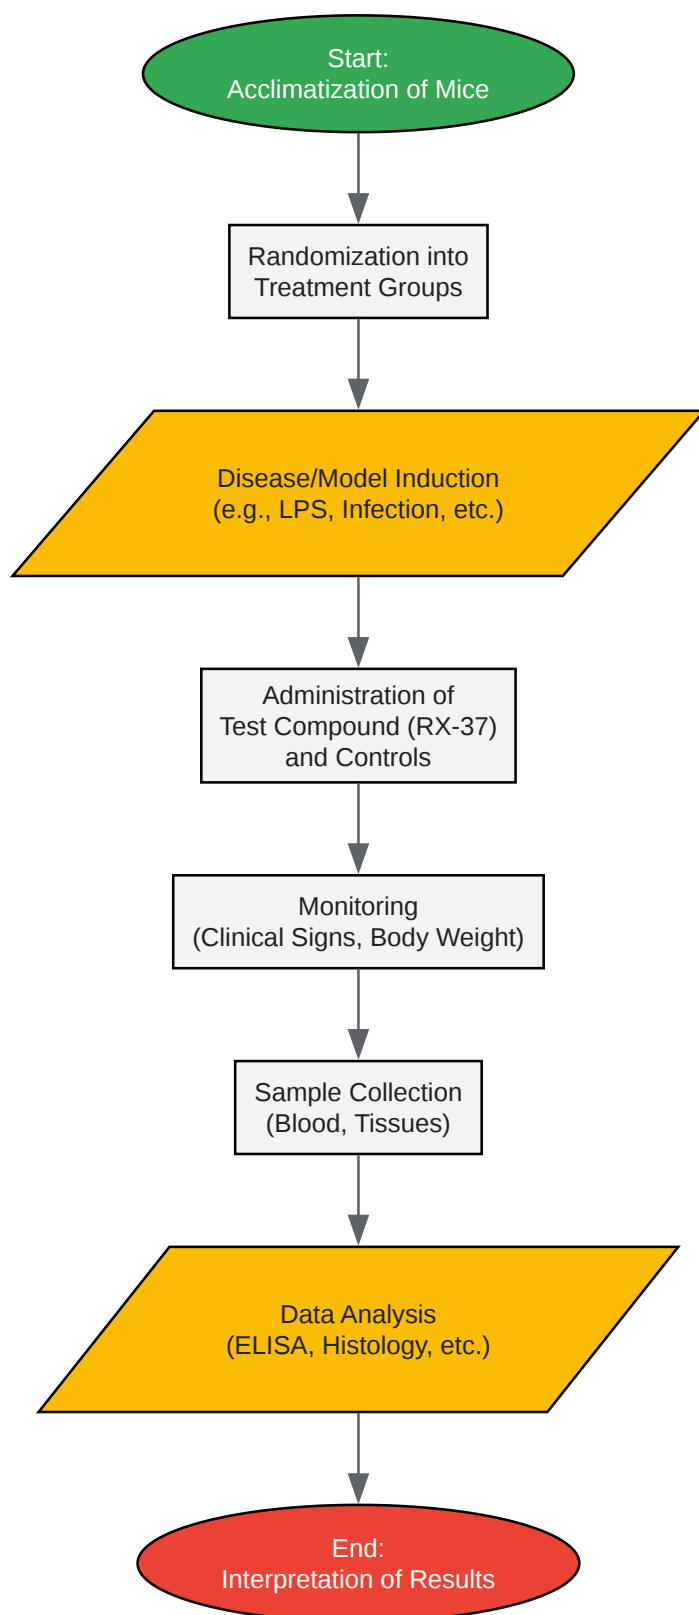 Start:
Acclimatization of Mice
Randomization into
Treatment Groups
Disease/Model Induction
(e.g., LPS, Infection, etc.)
Administration of
Test Compound (RX-37)
and Controls
Monitoring
(Clinical Signs, Body Weight)
Sample Collection
(Blood, Tissues)
Data Analysis
(ELISA, Histology, etc.)
End:
Interpretation of Results